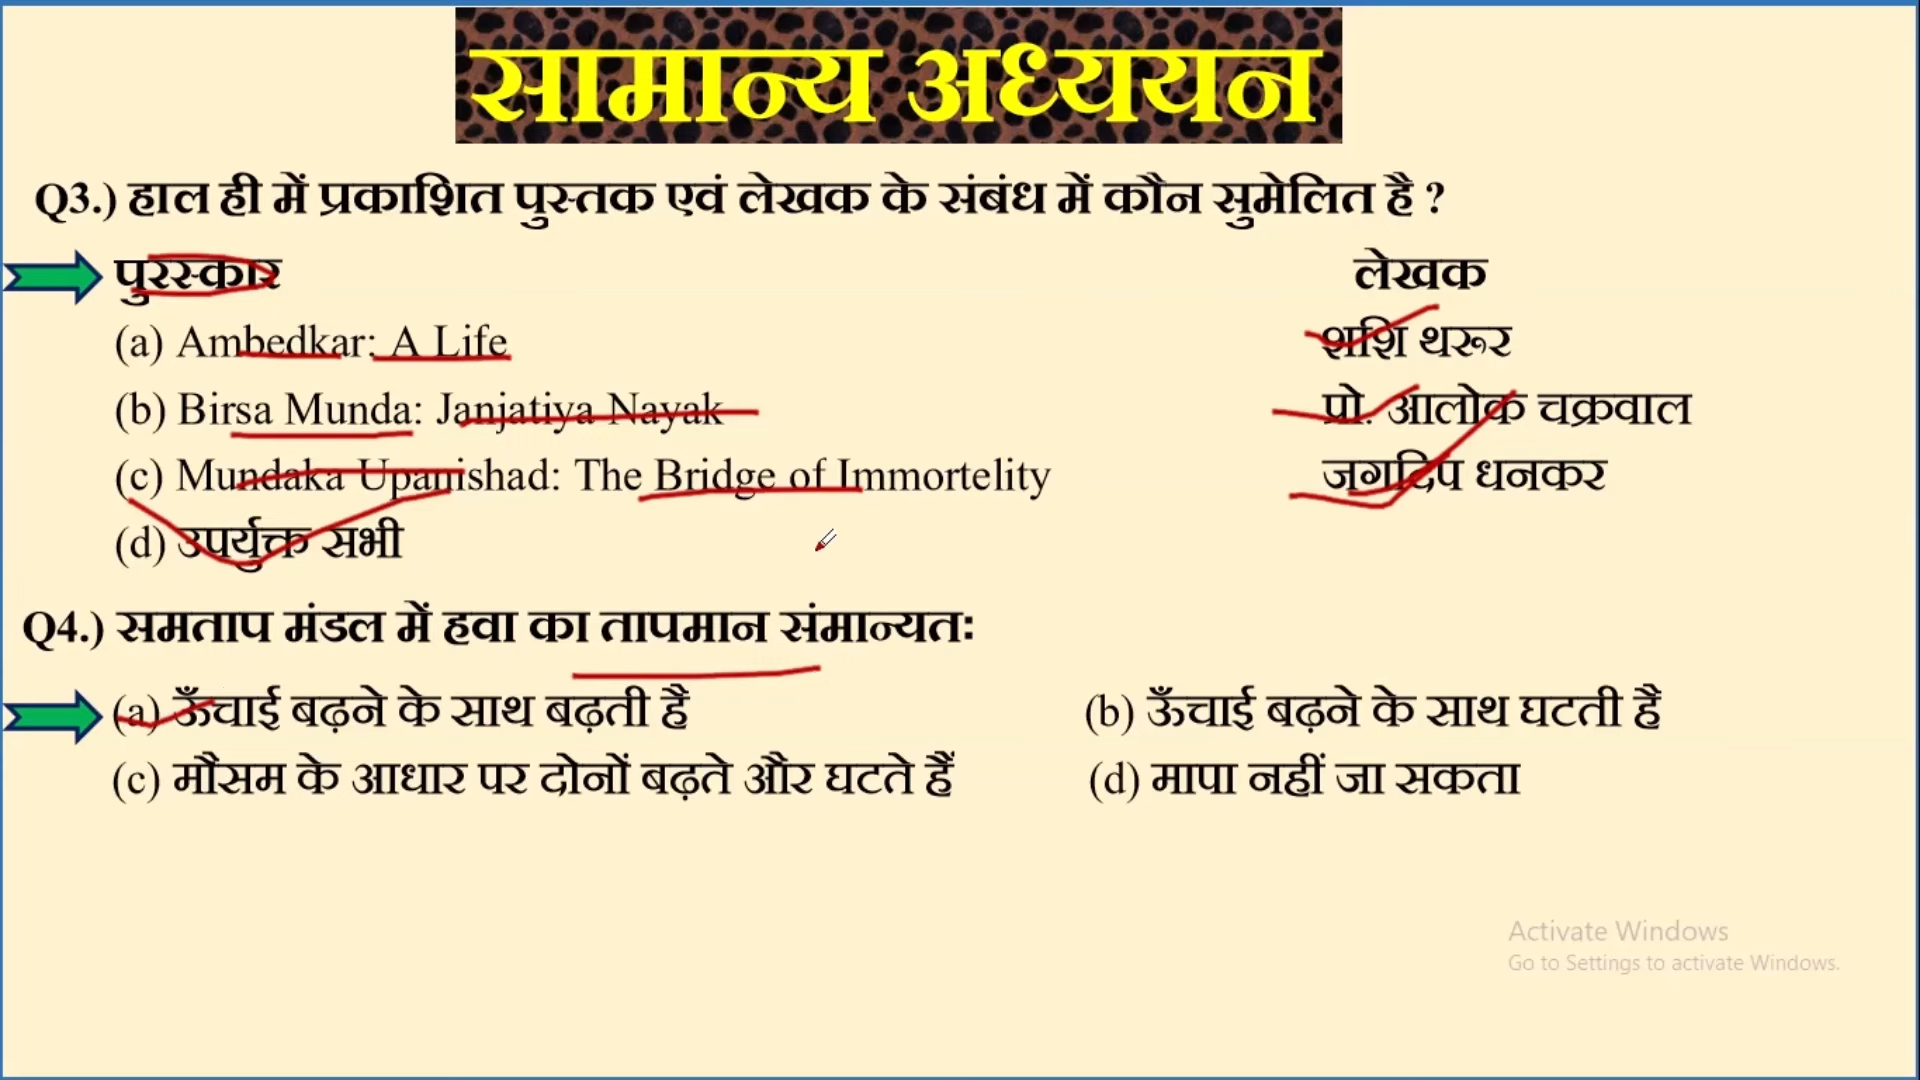 सामान्य अध्ययन
Q3.) हाल ही में प्रकाशित पुस्तक एवं लेखक के संबंध में कौन सुमेलित है ?
पुरस्कार लेखक
(a) Ambedkar: A Life शशि थरूर
(b) Birsa Munda: Janjatiya Nayak प्रो. आलोक चक्रवाल
(c) Mundaka Upanishad: The Bridge of Immortelity जगदिप धनकर
(d) उपर्युक्त सभी
Q4.) समताप मंडल में हवा का तापमान संमान्यतः
(a) ऊँचाई बढ़ने के साथ बढ़ती है (b) ऊँचाई बढ़ने के साथ घटती है
(c) मौसम के आधार पर दोनों बढ़ते और घटते हैं (d) मापा नहीं जा सकता
Activate Windows
Go to Settings to activate Windows.